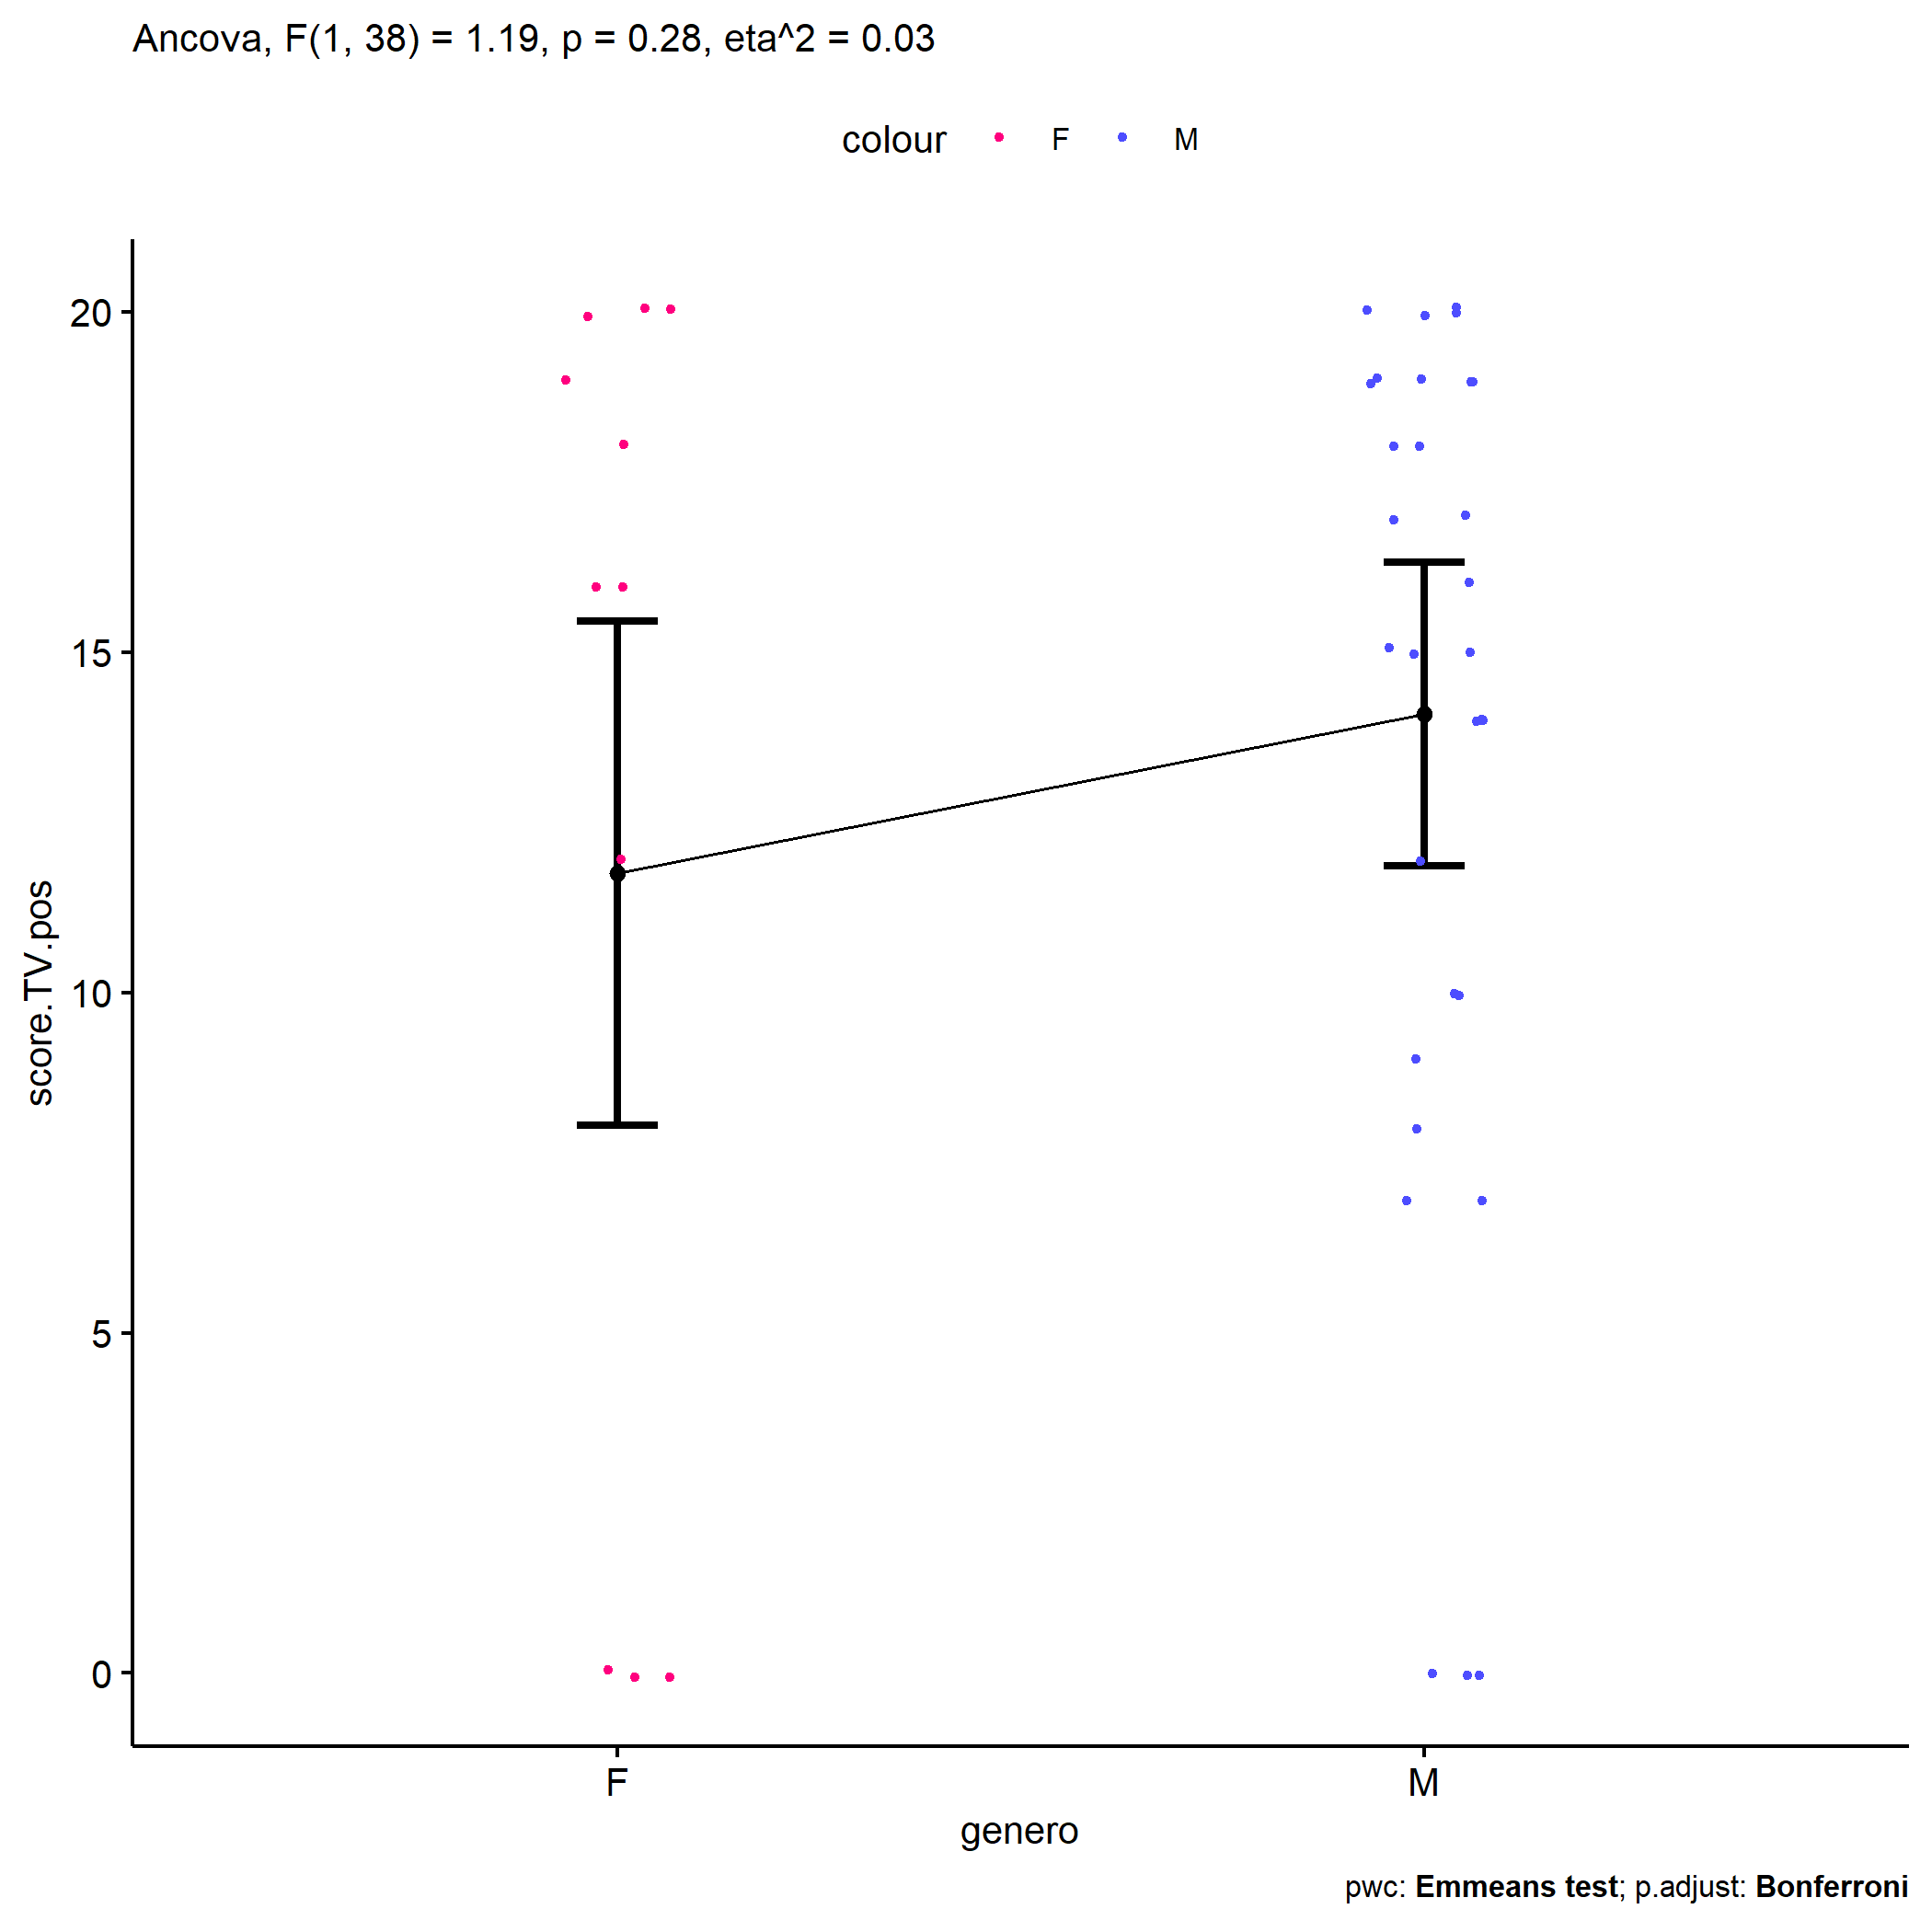 Ancova, F(1, 38) = 1.19, p = 0.28, eta^2 = 0.03
colour F M
20
15
10
5
0
score.TV.pos
F M
genero
pwc: Emmeans test; p.adjust: Bonferroni